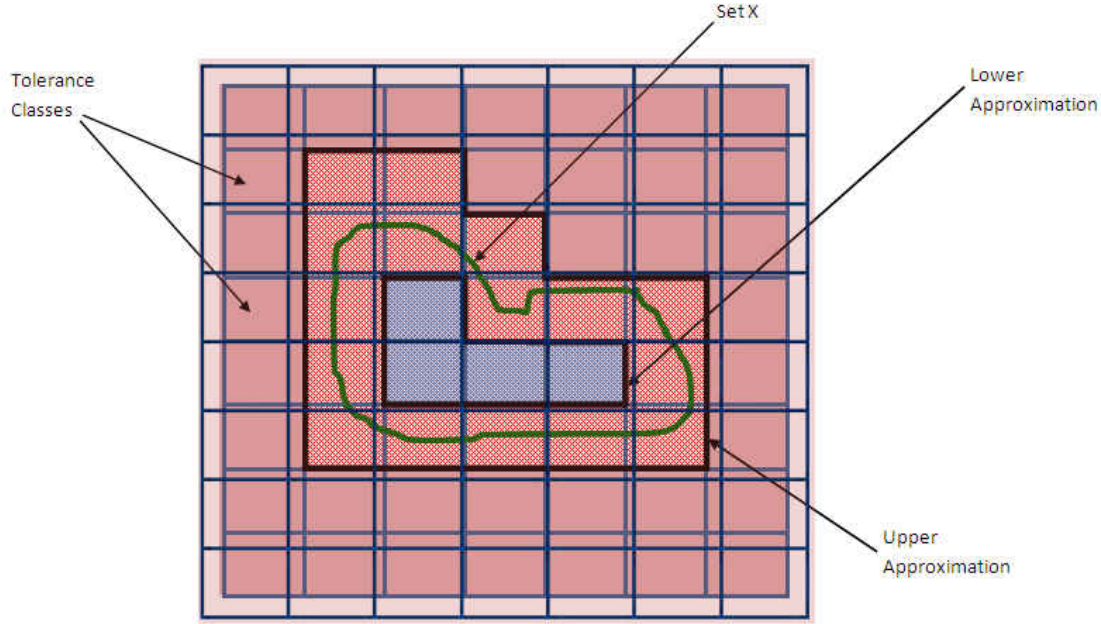 Set X
Tolerance
Classes
Lower
Approximation
Upper
Approximation